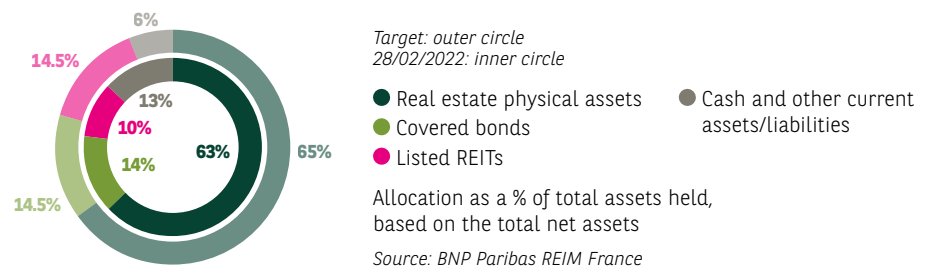 6%
14.5%
13%
10%
14%
63%
65%
14.5%
Target: outer circle
28/02/2022: inner circle
Real estate physical assets
Covered bonds
Listed REITs
Cash and other current
assets/liabilities
Allocation as a % of total assets held,
based on the total net assets
Source: BNP Paribas REIM France